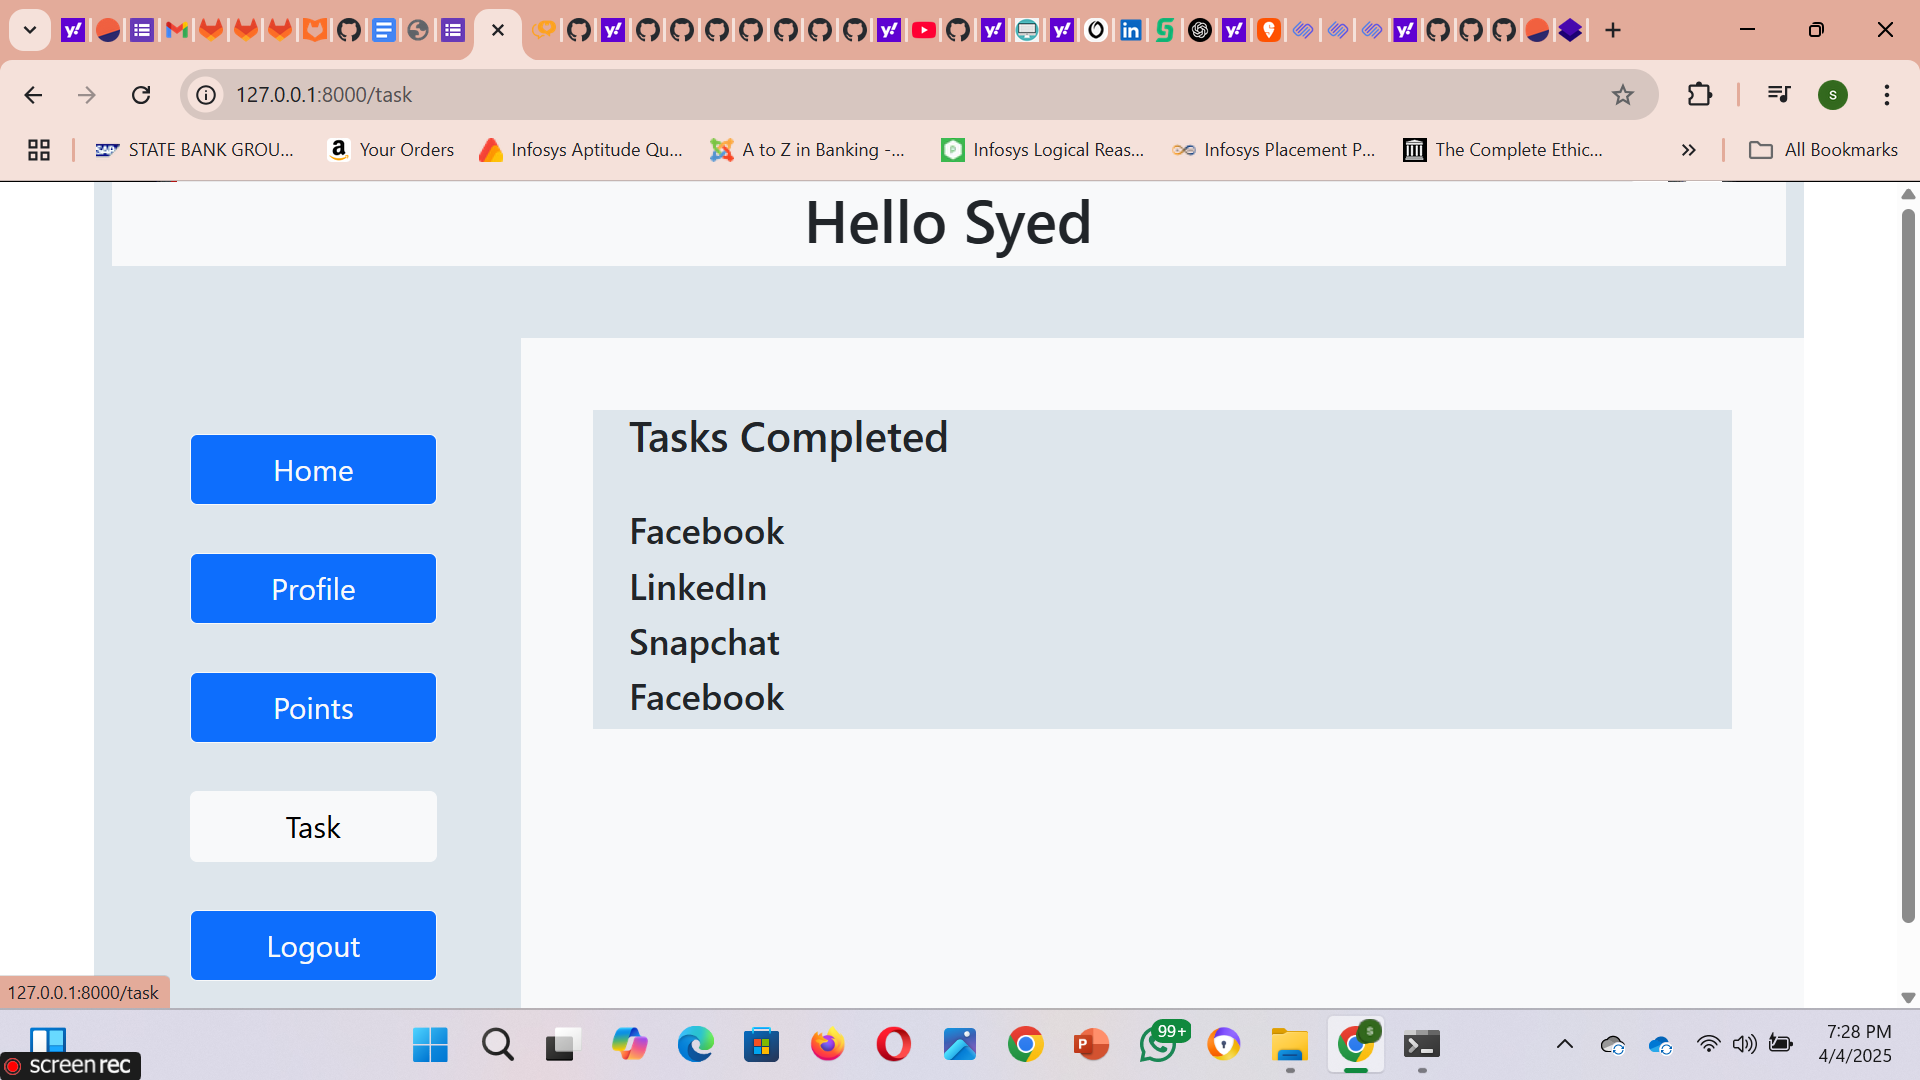 127.0.0.1:8000/task
S
STATE BANK GROU...
Your Orders
Infosys Aptitude Qu...
A to Z in Banking -...
Infosys Logical Reas...
Infosys Placement P...
The Complete Ethic...
All Bookmarks
Hello Syed
Home
Profile
Points
Task
Logout
Tasks Completed
Facebook
LinkedIn
Snapchat
Facebook
127.0.0.1:8000/task
screen rec
99+
S
7:28 PM
4/4/2025